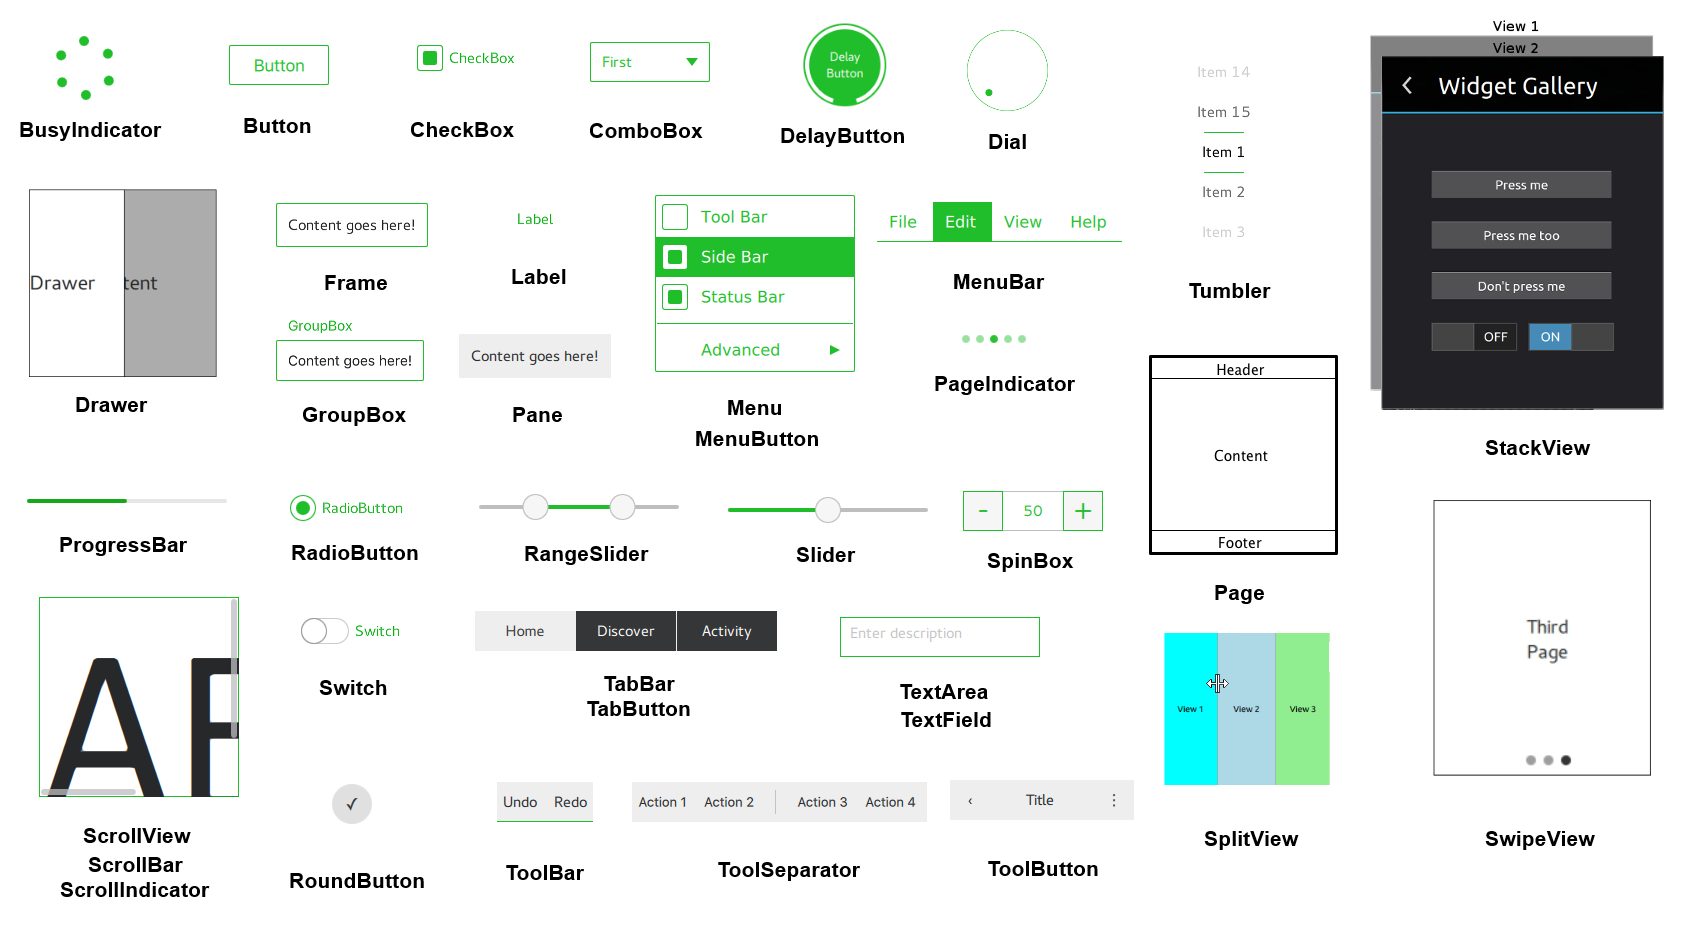 Button
CheckBox
First
Delay
Button
BusyIndicator
Button
CheckBox
ComboBox
DelayButton
Dial
Item 14
Item 15
Item 1
Item 2
Item 3
Tumbler
View 1
View 2
Widget Gallery
Press me
Press me too
Don't press me
OFF
ON
StackView
Drawer
tent
Drawer
Content goes here!
Frame
Label
Label
Tool Bar
Side Bar
Status Bar
Advanced
Menu
MenuButton
File
Edit
View
Help
MenuBar
GroupBox
Content goes here!
GroupBox
Content goes here!
Pane
PageIndicator
Header
Content
Footer
Page
ProgressBar
RadioButton
RadioButton
RangeSlider
Slider
- 50 +
SpinBox
AF
ScrollView
ScrollBar
ScrollIndicator
Switch
Switch
Home
Discover
Activity
TabBar
TabButton
Enter description
TextArea
TextField
View 1
View 2
View 3
SplitView
Third
Page
SwipeView
✓
RoundButton
Undo
Redo
ToolBar
Action 1
Action 2
Action 3
Action 4
ToolSeparator
‹ Title ⋮
ToolButton